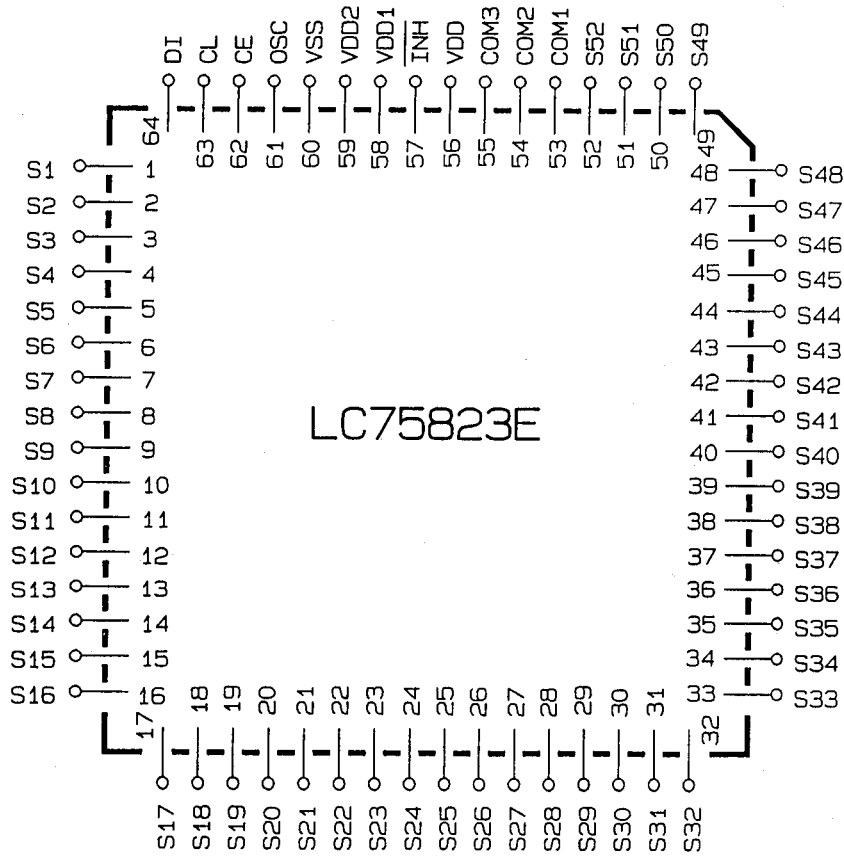 DI CL CE OSC VSS VDD2 VDD1 INH VDD COM3 COM2 COM1 S52 S51 S50 S49
64 63 62 61 60 59 58 57 56 55 54 53 52 51 50 49
S1 1 48 S48
S2 2 47 S47
S3 3 46 S46
S4 4 45 S45
S5 5 44 S44
S6 6 43 S43
S7 7 42 S42
S8 8 41 S41
LC75823E
S9 9 40 S40
S10 10 39 S39
S11 11 38 S38
S12 12 37 S37
S13 13 36 S36
S14 14 35 S35
S15 15 34 S34
S16 16 33 S33
17 18 19 20 21 22 23 24 25 26 27 28 29 30 31 32
S17 S18 S19 S20 S21 S22 S23 S24 S25 S26 S27 S28 S29 S30 S31 S32